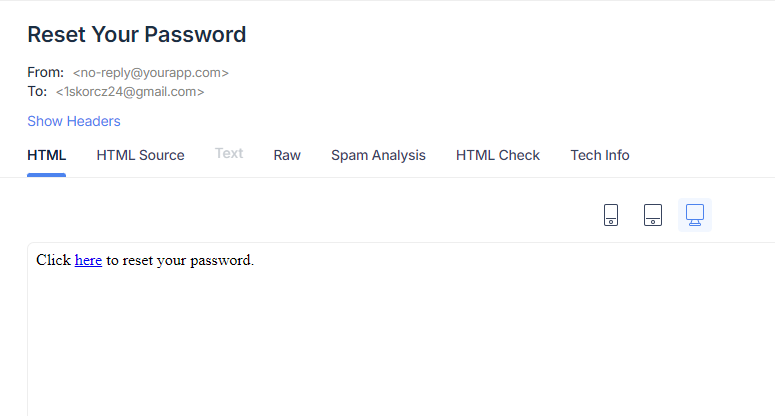 Reset Your Password
From: <no-reply@yourapp.com>
To: <1skorcz24@gmail.com>
Show Headers
HTML HTML Source Text Raw Spam Analysis HTML Check Tech Info
Click here to reset your password.